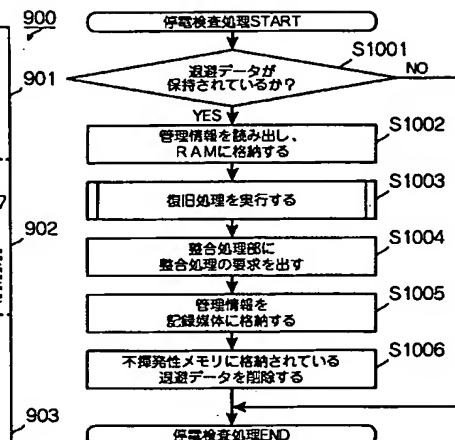 900
停電検査処理START
S1001
退避データが
保持されているか?
NO
901
YES
管理情報を読み出し、
RAMに格納する
S1002
復旧処理を実行する
S1003
902
整合処理部に
整合処理の要求を出す
S1004
管理情報を
記録媒体に格納する
S1005
不揮発性メモリに格納されている
退避データを削除する
S1006
903
停電検査処理END